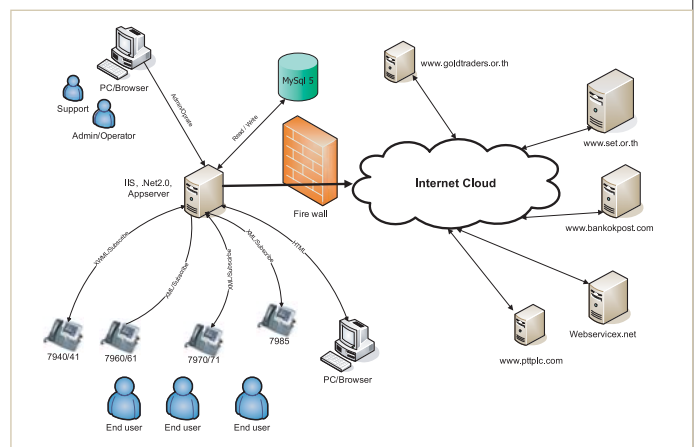 PC/Browser
Support
Admin/Operator
MySql 5
Admin/Oprate
Read / Write
IIS、.Net2.0,
Appserver
Fire wall
Internet Cloud
www.goldtraders.or.th
www.set.or.th
www.bankokpost.com
Webservicex.net
www.pttplc.com
XWML/Subscribe
XML/Subscribe
XML/Subscribe
XML/Subscribe
HTML
7940/41
7960/61
7970/71
7985
PC/Browser
End user
End user
End user